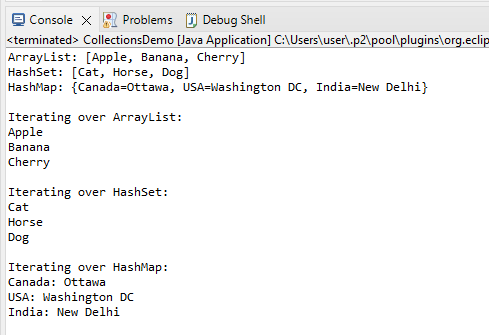 Console Problems Debug Shell
<terminated> CollectionsDemo [Java Application] C:\Users\user\.p2\pool\plugins\org.eclip
ArrayList: [Apple, Banana, Cherry]
HashSet: [Cat, Horse, Dog]
HashMap: {Canada=Ottawa, USA=Washington DC, India=New Delhi}
Iterating over ArrayList:
Apple
Banana
Cherry
Iterating over HashSet:
Cat
Horse
Dog
Iterating over HashMap:
Canada: Ottawa
USA: Washington DC
India: New Delhi